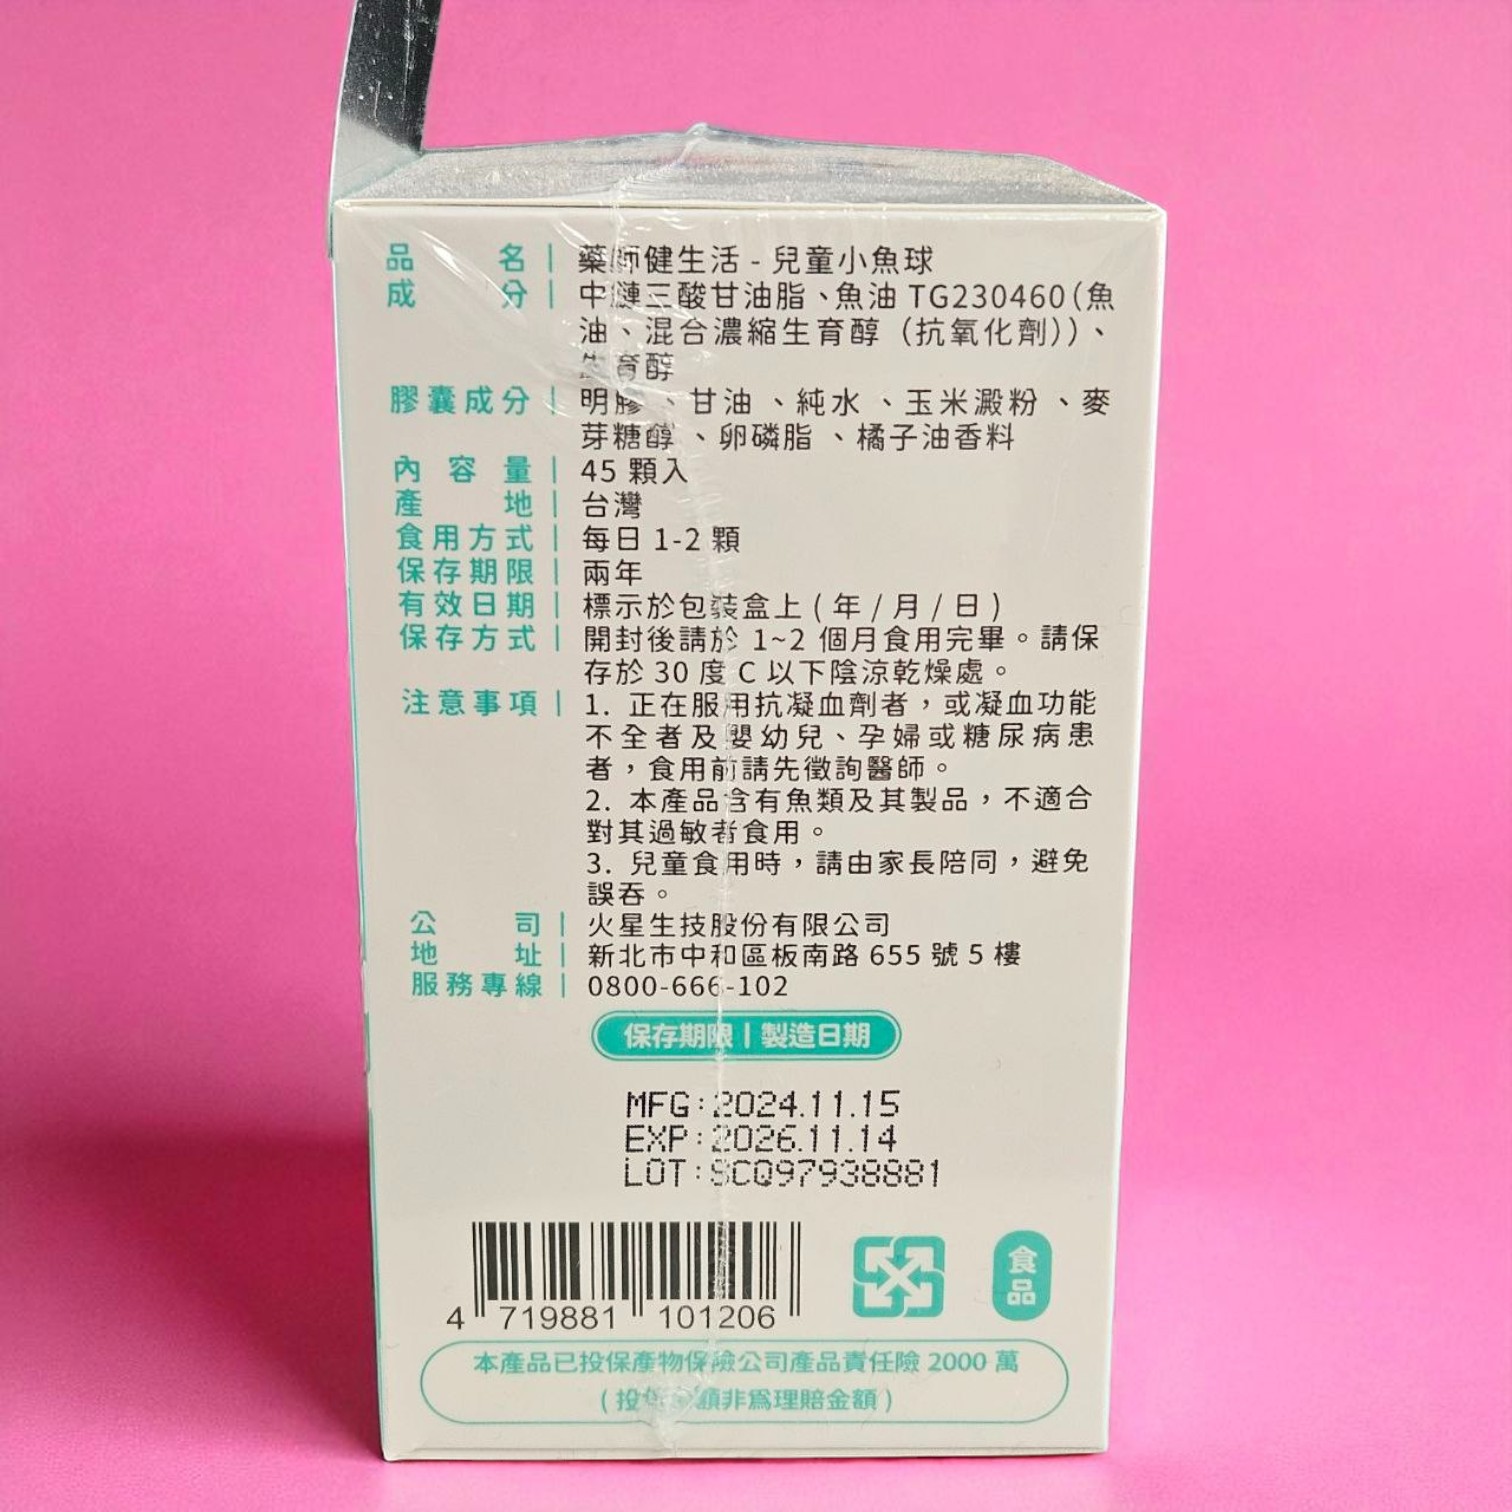 品名｜藥師健生活 - 兒童小魚球
成分｜中鏈三酸甘油脂、魚油 TG230460（魚
油、混合濃縮生育醇（抗氧化劑））、
生育醇
膠囊成分｜明膠、甘油、純水、玉米澱粉、麥
芽糖醇、卵磷脂、橘子油香料
內容量｜45 顆入
產地｜台灣
食用方式｜每日 1-2 顆
保存期限｜兩年
有效日期｜標示於包裝盒上 ( 年 / 月 / 日 )
保存方式｜開封後請於 1~2 個月食用完畢。請保
存於 30 度 C 以下陰涼乾燥處。
注意事項｜1. 正在服用抗凝血劑者，或凝血功能
不全者及嬰幼兒、孕婦或糖尿病患
者，食用前請先徵詢醫師。
2. 本產品含有魚類及其製品，不適合
對其過敏者食用。
3. 兒童食用時，請由家長陪同，避免
誤吞。
公司｜火星生技股份有限公司
地址｜新北市中和區板南路 655 號 5 樓
服務專線｜0800-666-102
保存期限｜製造日期
MFG:2024.11.15
EXP:2026.11.14
LOT:SCQ97938881
4 719881 101206
食品
本產品已投保產物保險公司產品責任險 2000 萬
( 投保金額非為理賠金額 )